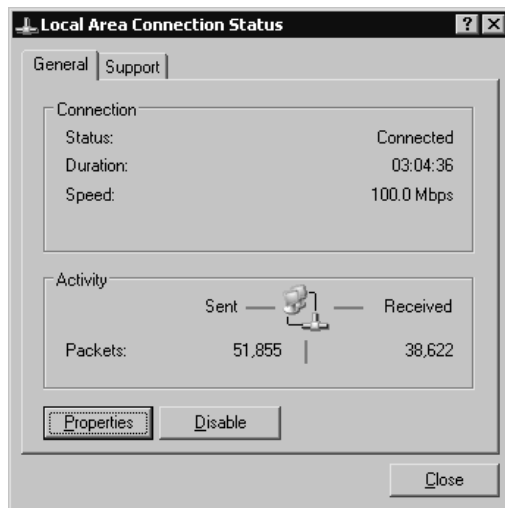 Local Area Connection Status
General Support
Connection
Status: Connected
Duration: 03:04:36
Speed: 100.0 Mbps
Activity
Sent Received
Packets: 51,855 38,622
Properties Disable
Close